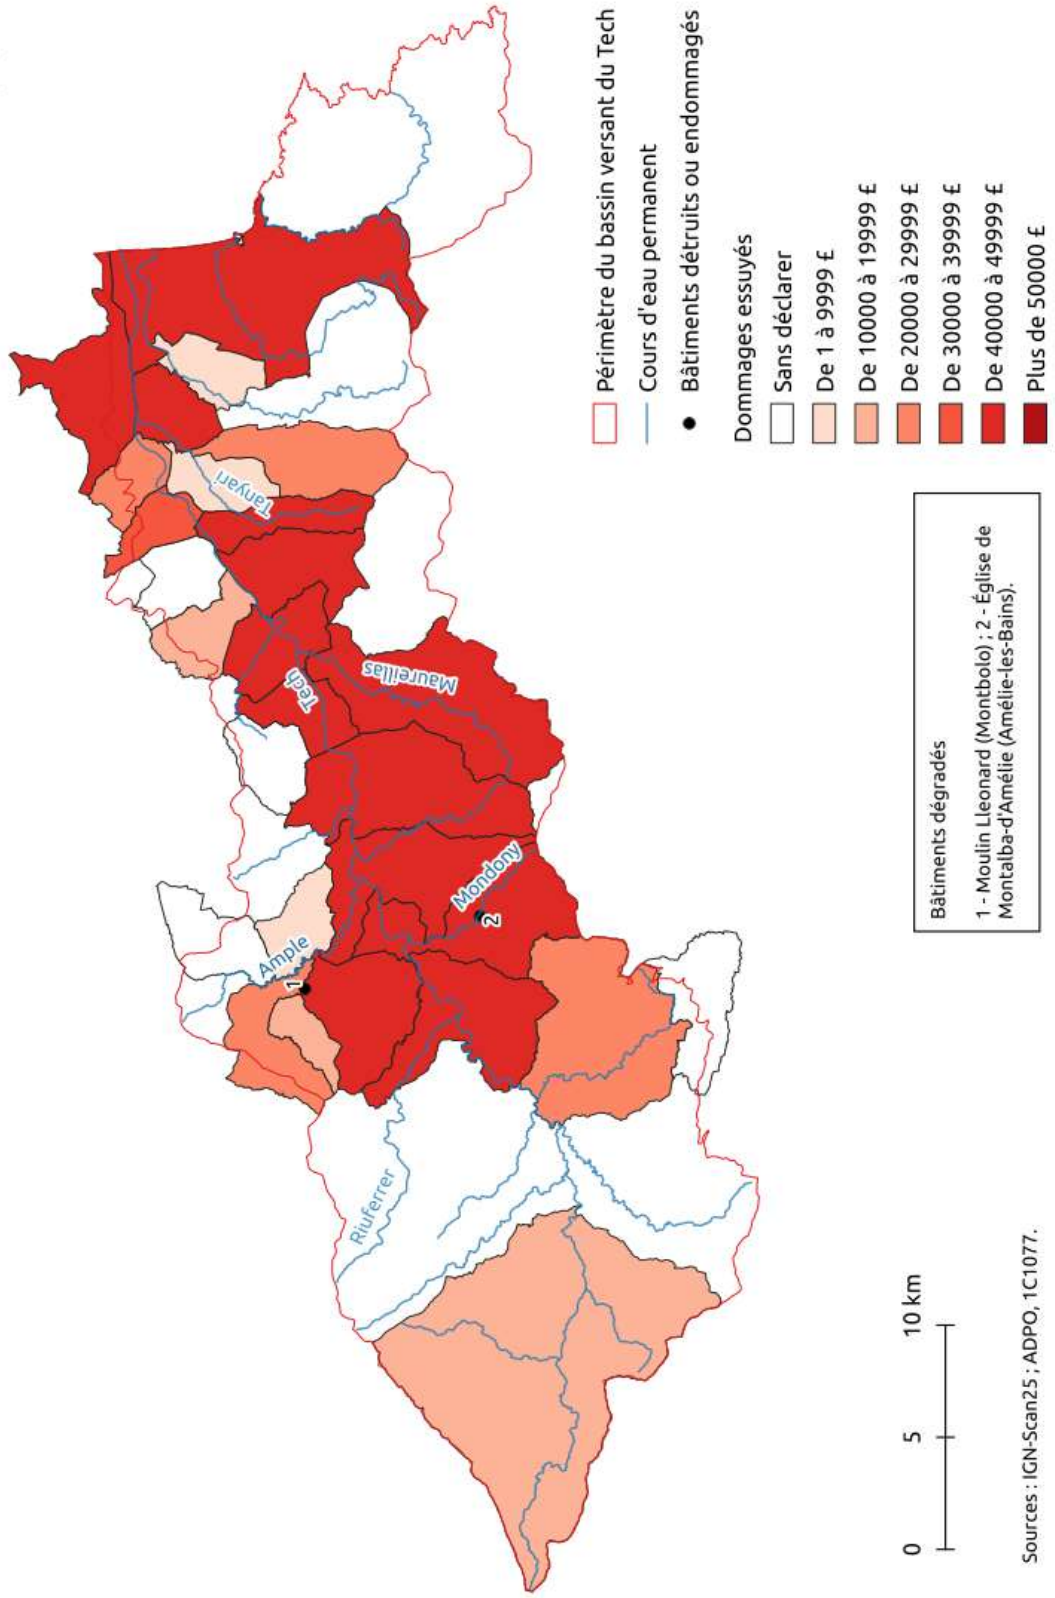 Tanyari
Tech
Maureillas
Mondony
2
Ample
1
Riuferrer
Périmètre du bassin versant du Tech
Cours d'eau permanent
Bâtiments détruits ou endommagés
Dommages essuyés
Sans déclarer
De 1 à 9999 £
De 10000 à 19999 £
De 20000 à 29999 £
De 30000 à 39999 £
De 40000 à 49999 £
Plus de 50000 £
Bâtiments dégradés
1 - Moulin Lleonard (Montbolo) ; 2 - Église de
Montalba-d'Amélie (Amélie-les-Bains).
0 5 10 km
Sources : IGN-Scan25 ; ADPO, 1C1077.